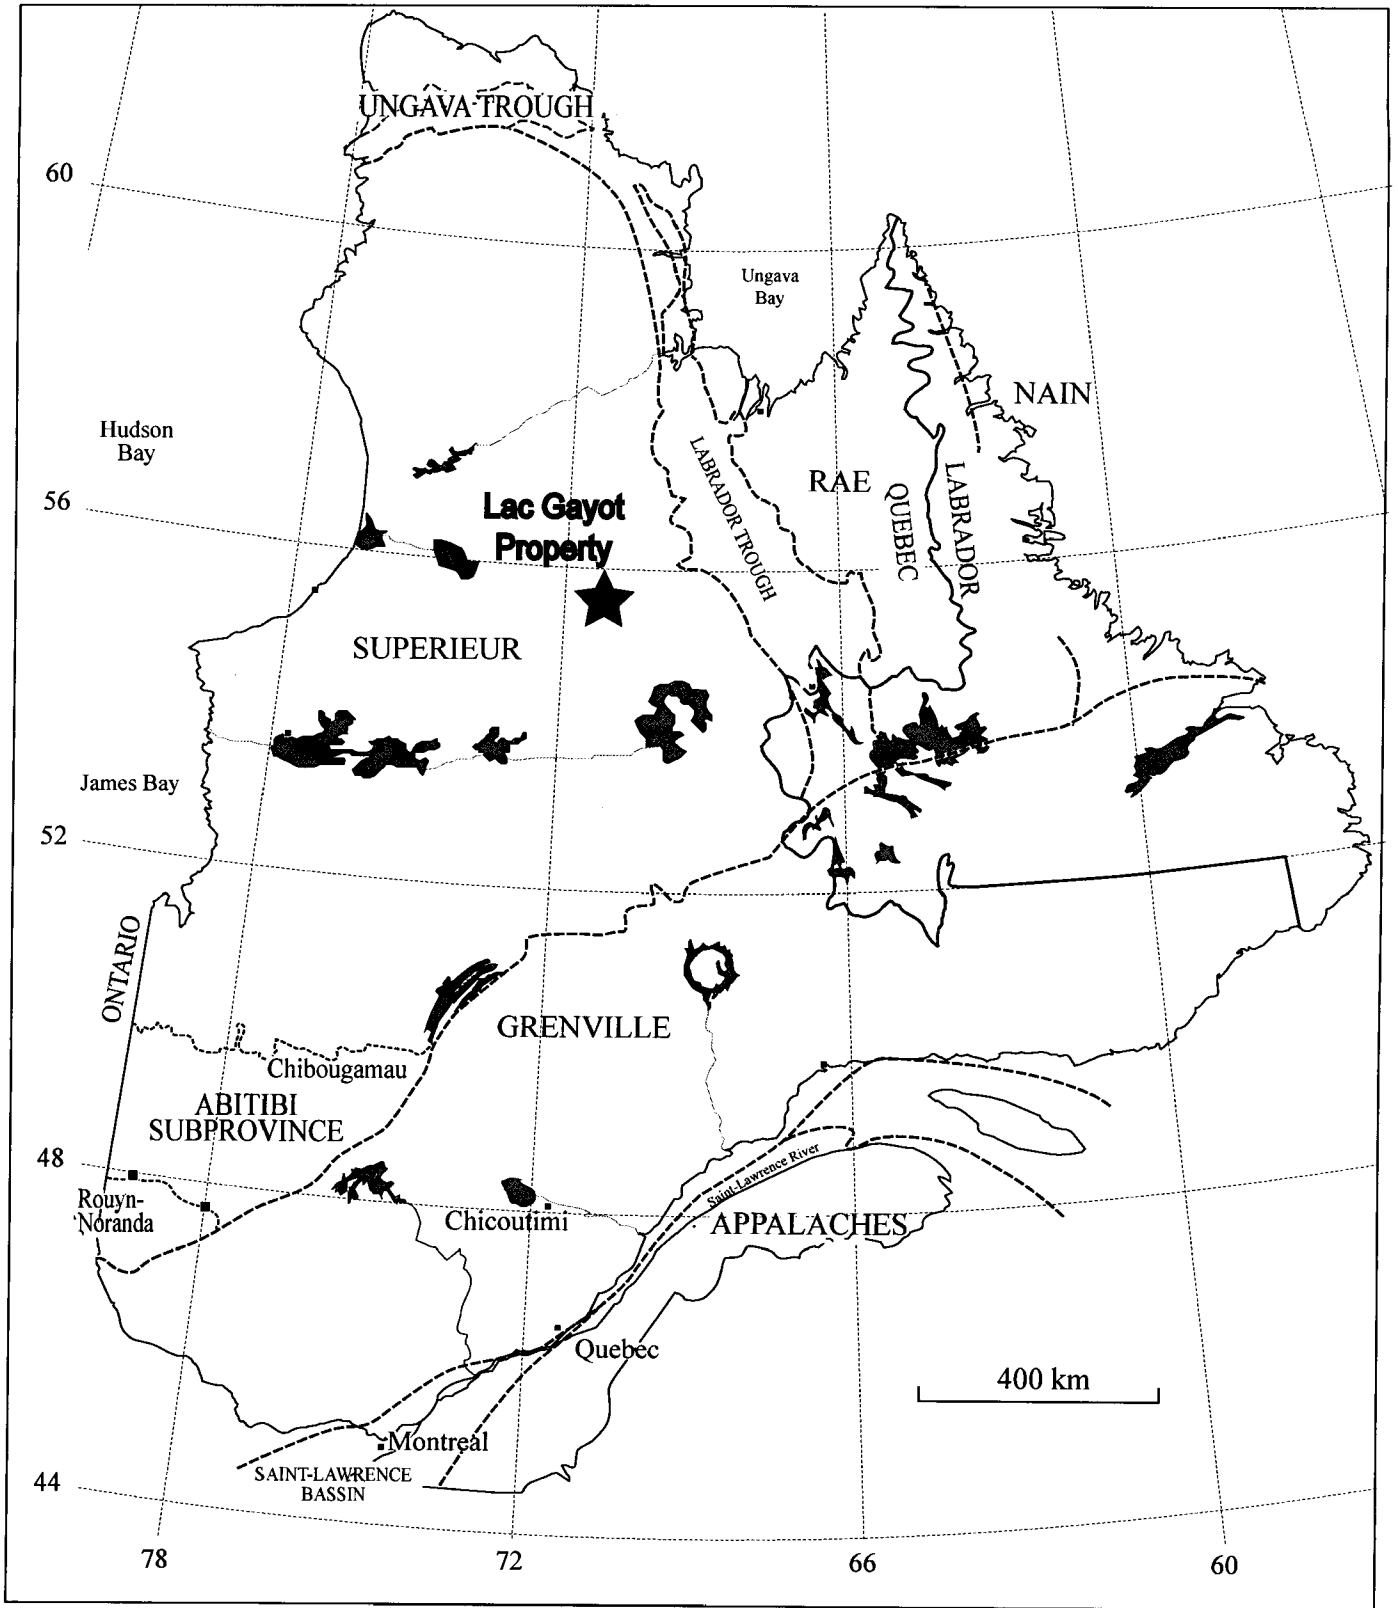 UNGAVA TROUGH
60
Ungava
Bay
NAIN
Hudson
Bay
LABRADOR TROUGH
RAE
QUEBEC
LABRADOR
56
Lac Gayot
Property
SUPERIEUR
James Bay
52
ONTARIO
GRENVILLE
Chibougamau
ABITIBI
SUBPROVINCE
48
Saint-Lawrence River
Rouyn-
Noranda
Chicoutimi
APPALACHES
Quebec
400 km
Montreal
SAINT-LAWRENCE
BASSIN
44
78
72
66
60